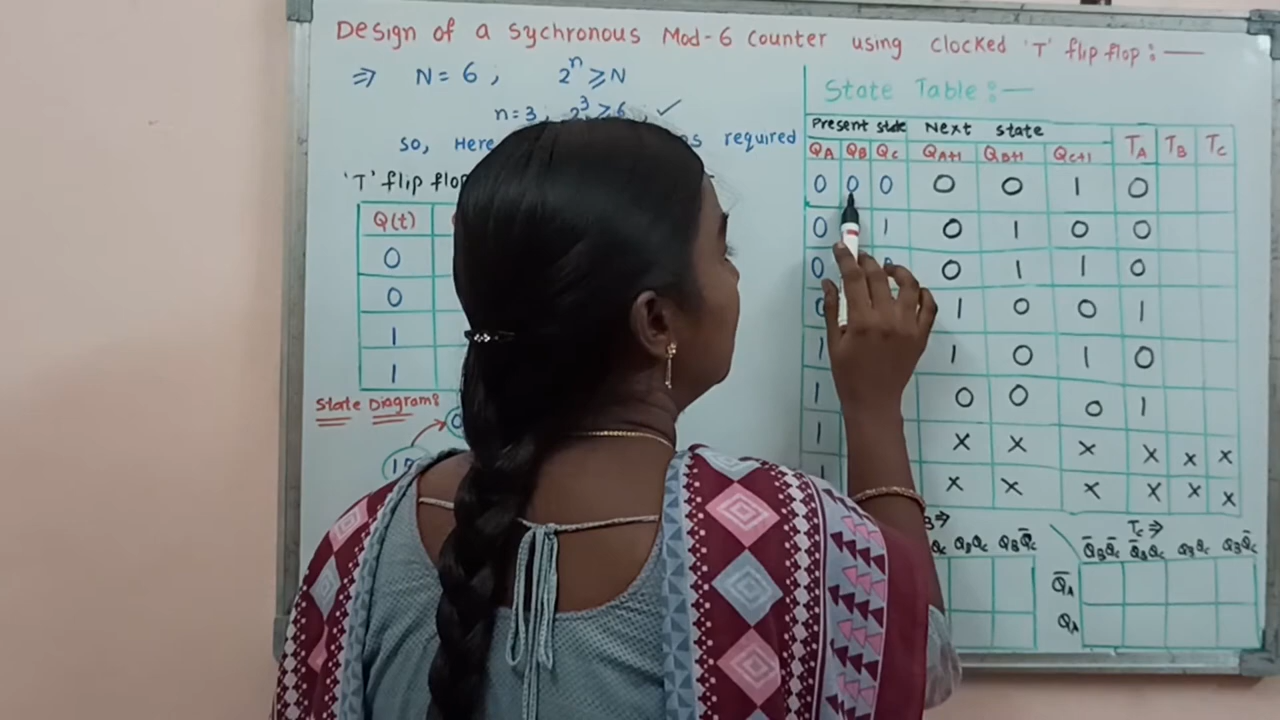 Design of a sychronous Mod-6 counter using clocked 'T' flip flop :—
⇒ N = 6 , 2ⁿ ≥ N
n = 3 , 2³ ≥ 6 , ✓
so, Here required
'T' flip flop
Q(t)
0
0
1
1
State Diagram:
State Table :—
Present state Next state
QA QB QC QA+1 QB+1 QC+1 TA TB TC
0 0 0 0 0 1 0
0 1 0 1 0 0
0 0 1 1 0
0 1 0 0 1
1 1 0 1 0
1 0 0 0 1
1 X X X X X X
1 X X X X X X
⇒
QC QBQC QBQ̄C
TC ⇒
Q̄BQ̄C Q̄BQC QBQC QBQ̄C
Q̄A
QA